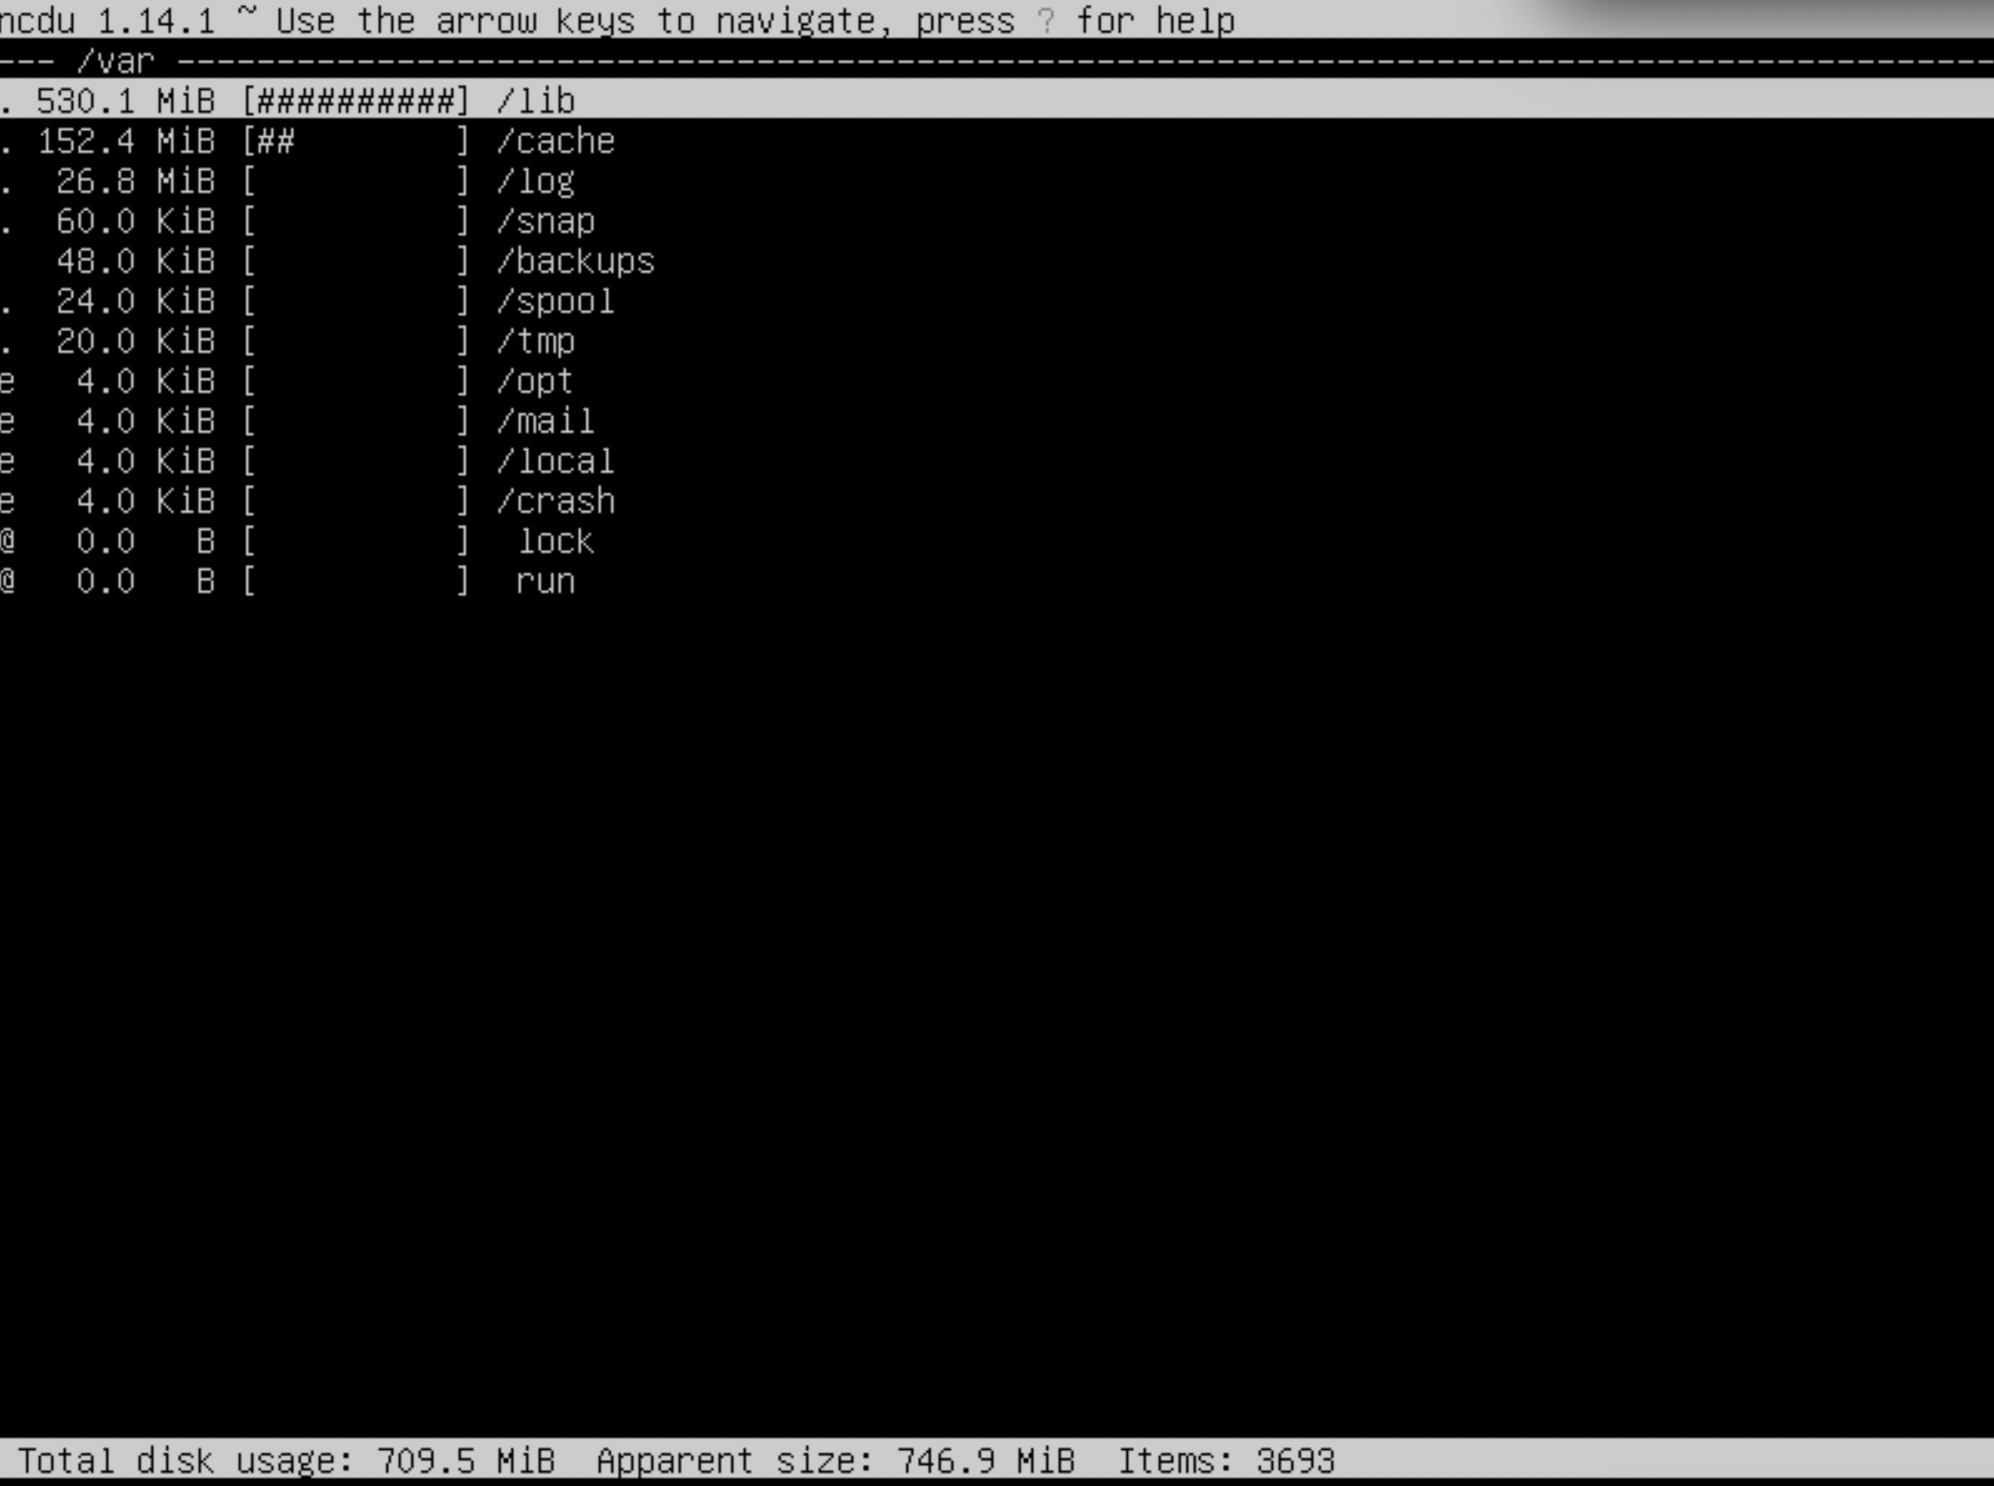 ncdu 1.14.1 ~ Use the arrow keys to navigate, press ? for help
--- /var ------------------------------------------------------------------------------------------
. 530.1 MiB [##########] /lib
. 152.4 MiB [##        ] /cache
.  26.8 MiB [          ] /log
.  60.0 KiB [          ] /snap
   48.0 KiB [          ] /backups
.  24.0 KiB [          ] /spool
.  20.0 KiB [          ] /tmp
e   4.0 KiB [          ] /opt
e   4.0 KiB [          ] /mail
e   4.0 KiB [          ] /local
e   4.0 KiB [          ] /crash
@   0.0   B [          ]  lock
@   0.0   B [          ]  run
Total disk usage: 709.5 MiB  Apparent size: 746.9 MiB  Items: 3693